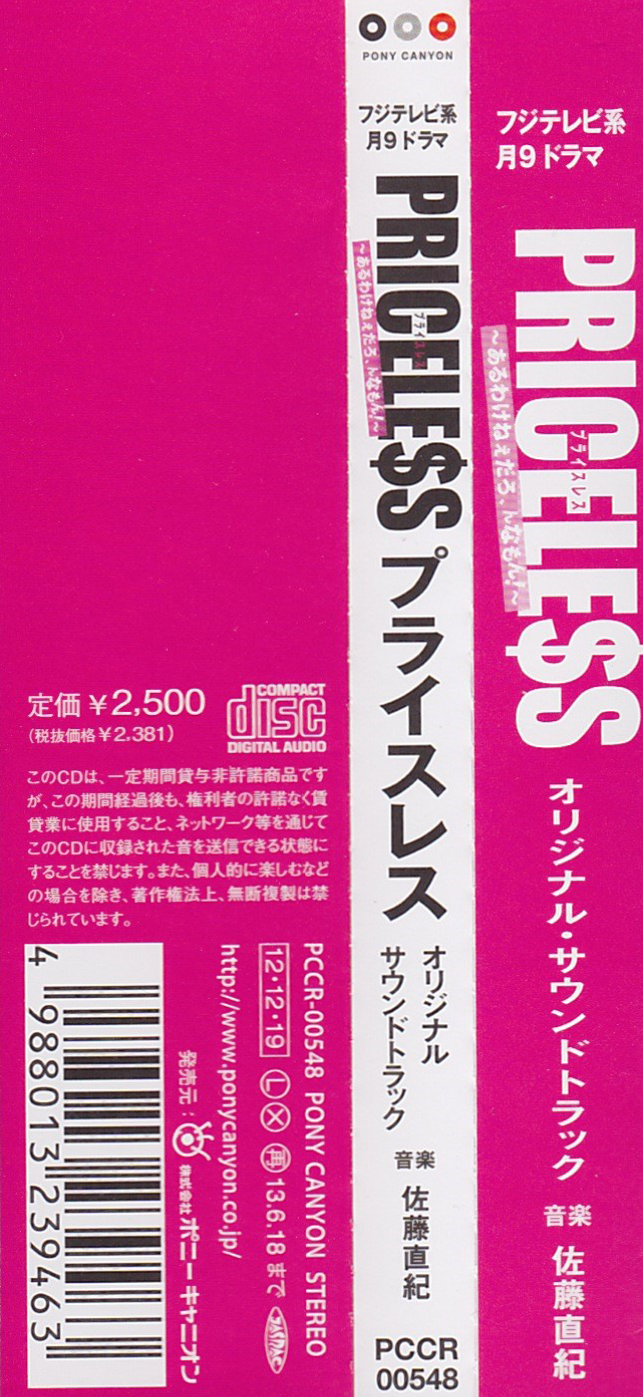 フジテレビ系
月9ドラマ
PRICELE$S
プライスレス
～あるわけねぇだろ、んなもん!～
オリジナル・サウンドトラック
音楽
佐藤直紀
PONY CANYON
フジテレビ系
月9ドラマ
PRICELE$S
プライスレス
～あるわけねぇだろ、んなもん!～
プライスレス
オリジナル
サウンドトラック
音楽
佐藤直紀
PCCR
00548
定価 ¥2,500
(税抜価格¥2,381)
COMPACT
disc
DIGITAL AUDIO
このCDは、一定期間貸与非許諾商品です
が、この期間経過後も、権利者の許諾なく賃
貸業に使用すること、ネットワーク等を通じて
このCDに収録された音を送信できる状態に
することを禁じます。また、個人的に楽しむなど
の場合を除き、著作権法上、無断複製は禁
じられています。
PCCR-00548 PONY CANYON STEREO
12・12・19 Ⓛ Ⓧ 再 13.6.18まで JASRAC
http://www.ponycanyon.co.jp/
発売元: 株式会社 ポニーキャニオン
4 988013 239463